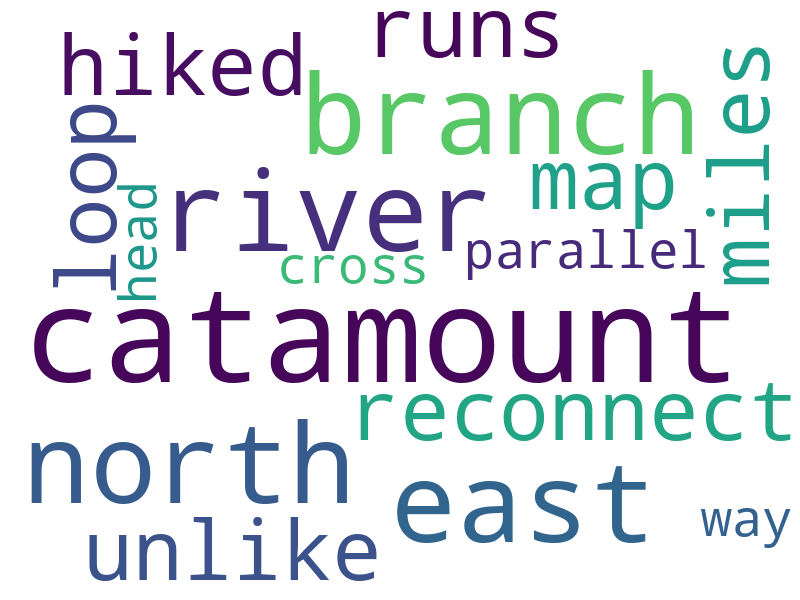 runs
hiked
branch
miles
loop
map
river
head
parallel
cross
catamount
reconnect
north
east
way
unlike